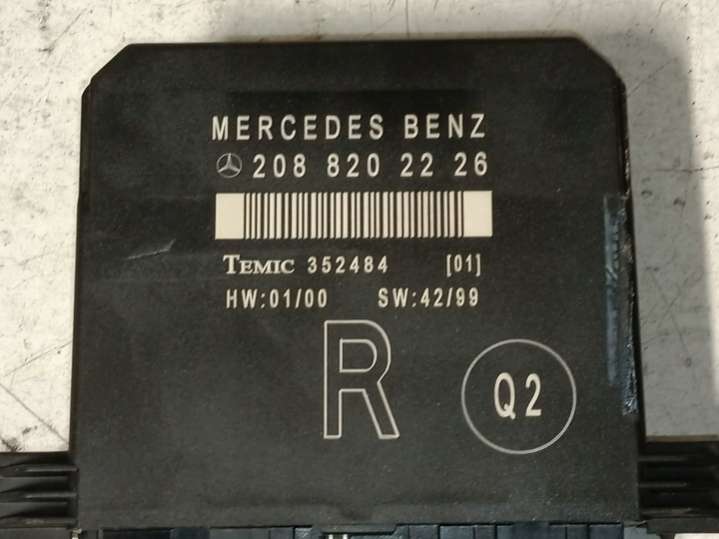 MERCEDES BENZ
208 820 22 26
TEMIC 352484 [01]
HW:01/00 SW:42/99
R
Q2